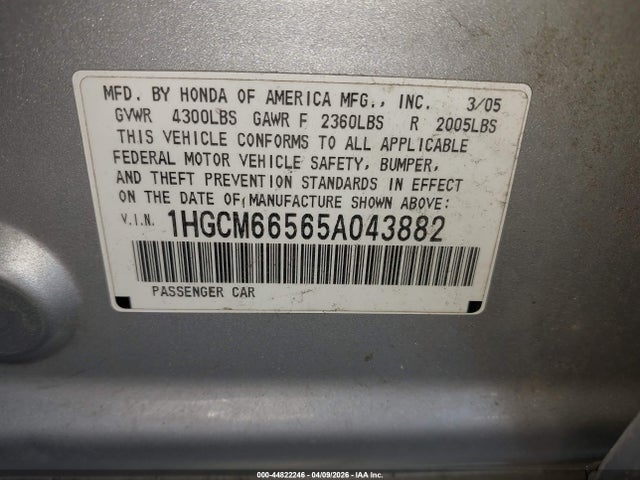 MFD. BY HONDA OF AMERICA MFG., INC. 3/05
GVWR 4300LBS GAWR F 2360LBS R 2005LBS
THIS VEHICLE CONFORMS TO ALL APPLICABLE
FEDERAL MOTOR VEHICLE SAFETY, BUMPER,
AND THEFT PREVENTION STANDARDS IN EFFECT
ON THE DATE OF MANUFACTURE SHOWN ABOVE:
V.I.N. 1HGCM66565A043882
PASSENGER CAR
000-44822246 - 04/09/2026 - IAA Inc.